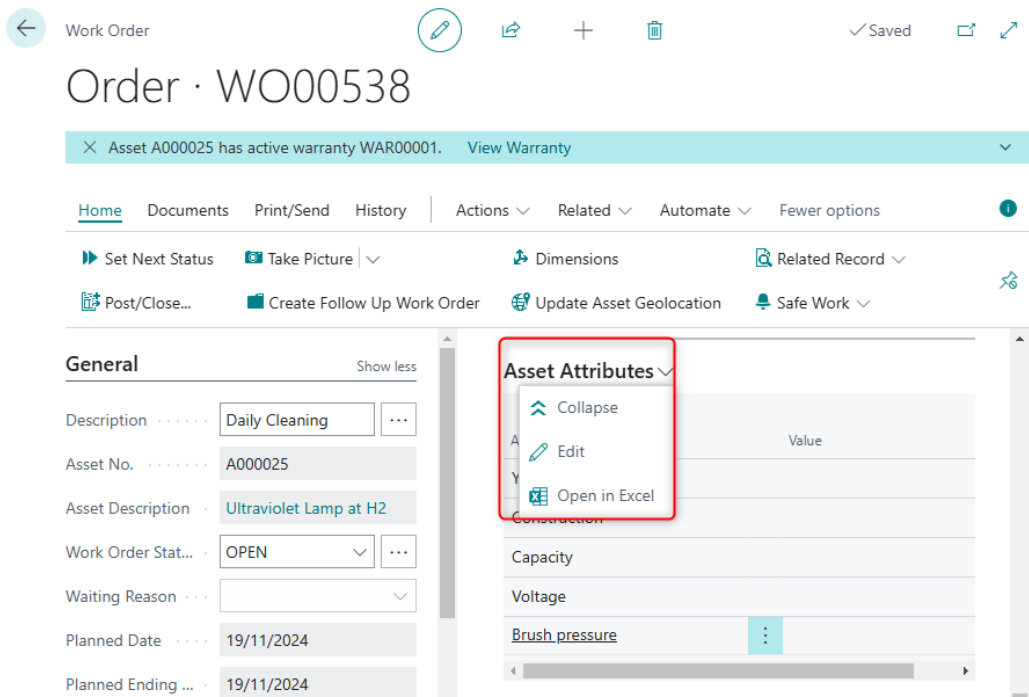 Work Order
Saved
Order · WO00538
Asset A000025 has active warranty WAR00001. View Warranty
Home Documents Print/Send History Actions Related Automate Fewer options
Set Next Status Take Picture Dimensions Related Record
Post/Close... Create Follow Up Work Order Update Asset Geolocation Safe Work
General Show less
Description Daily Cleaning
Asset No. A000025
Asset Description Ultraviolet Lamp at H2
Work Order Stat... OPEN
Waiting Reason
Planned Date 19/11/2024
Planned Ending ... 19/11/2024
Asset Attributes
Collapse
Edit
Open in Excel
Value
Construction
Capacity
Voltage
Brush pressure